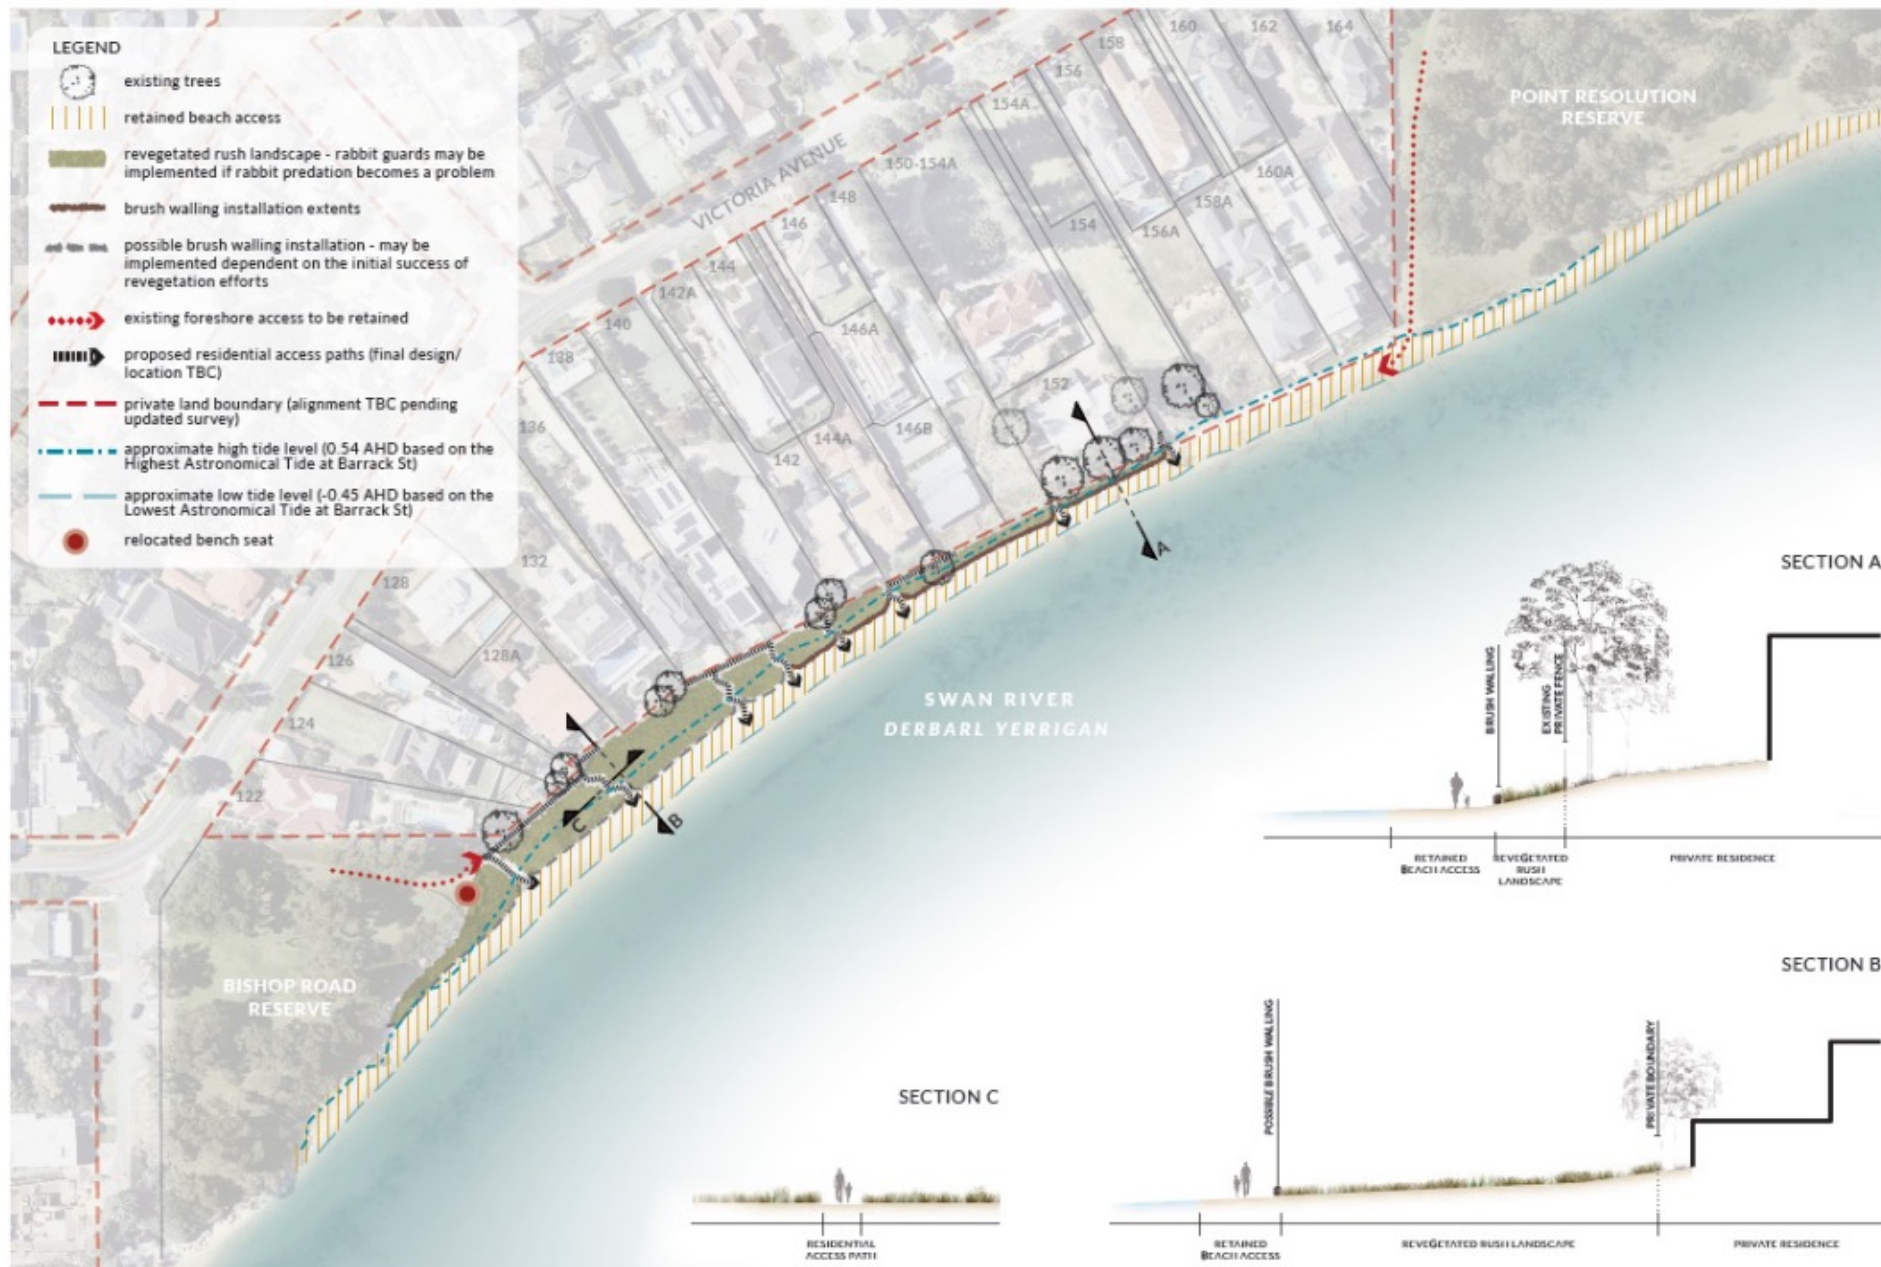 LEGEND
existing trees
retained beach access
revegetated rush landscape - rabbit guards may be
implemented if rabbit predation becomes a problem
brush walling installation extents
possible brush walling installation - may be
implemented dependent on the initial success of
revegetation efforts
existing foreshore access to be retained
proposed residential access paths (final design/
location TBC)
private land boundary (alignment TBC pending
updated survey)
approximate high tide level (0.54 AHD based on the
Highest Astronomical Tide at Barrack St)
approximate low tide level (-0.45 AHD based on the
Lowest Astronomical Tide at Barrack St)
relocated bench seat
160
162
164
158
156
154A
POINT RESOLUTION
RESERVE
VICTORIA AVENUE
150-154A
148
146
144
142A
140
138
136
160A
158A
156A
154
152
146A
146B
144A
142
132
128
128A
126
124
122
A
B
C
SWAN RIVER
DERBARL YERRIGAN
BISHOP ROAD
RESERVE
SECTION A
BRUSH WALLING
EXISTING
PRIVATE FENCE
RETAINED
BEACH ACCESS
REVEGETATED
RUSH
LANDSCAPE
PRIVATE RESIDENCE
SECTION B
POSSIBLE BRUSH WALLING
PRIVATE BOUNDARY
RETAINED
BEACH ACCESS
REVEGETATED RUSH LANDSCAPE
PRIVATE RESIDENCE
SECTION C
RESIDENTIAL
ACCESS PATH